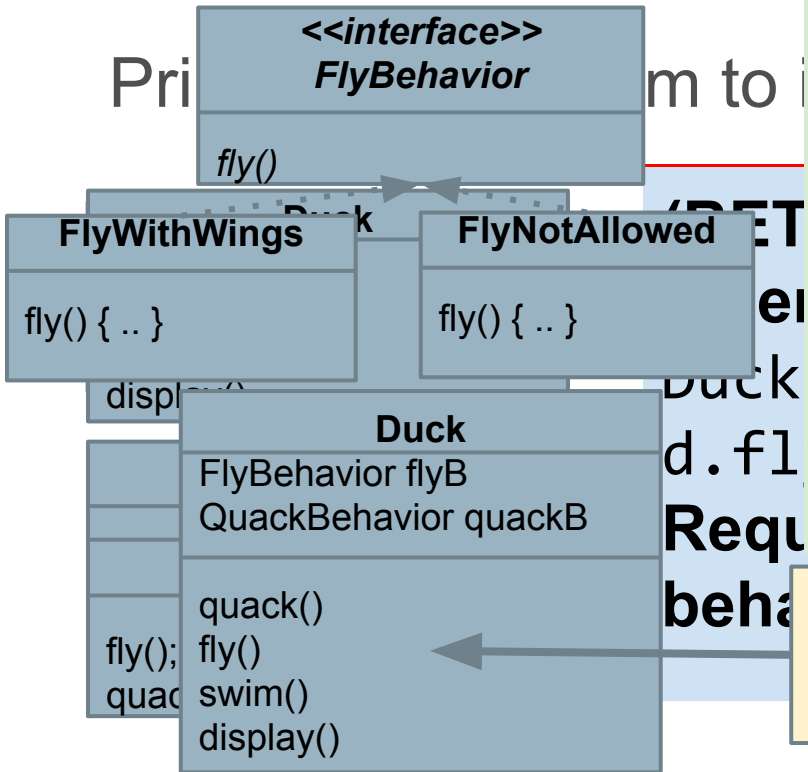 <<interface>>
FlyBehavior
Pri
m to i
fly()
FlyWithWings
fly() { .. }
FlyNotAllowed
fly() { .. }
Duck
FlyBehavior flyB
QuackBehavior quackB
quack()
fly()
swim()
display()
fly();
quac
d.fl
Requ
beha